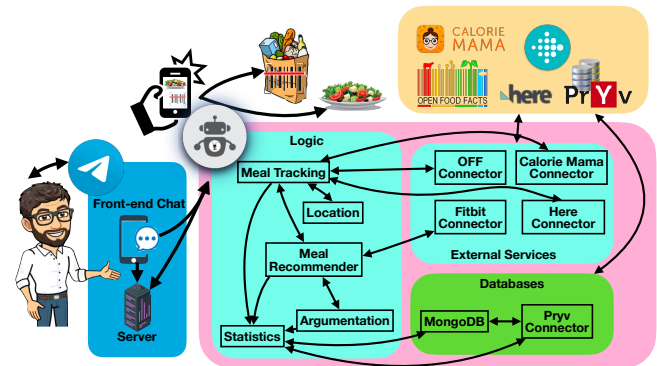 CALORIE
MAMA
OPEN FOOD FACTS
here
PrYv
Logic
Meal Tracking
OFF
Connector
Calorie Mama
Connector
Front-end Chat
Location
Fitbit
Connector
Here
Connector
Meal
Recommender
External Services
Databases
Argumentation
MongoDB
Pryv
Connector
Server
Statistics